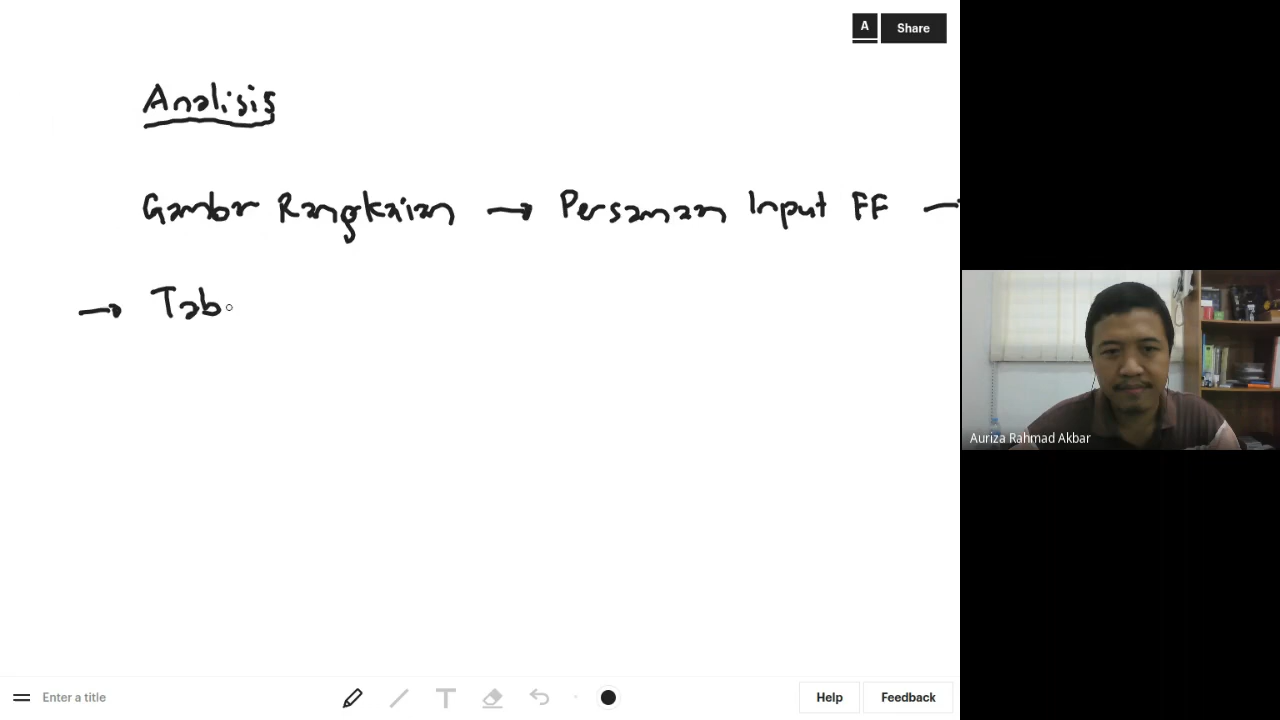 A Share
Analisis
Gambar Rangkaian → Persamaan Input FF →
→ Tab
Auriza Rahmad Akbar
Enter a title T Help Feedback